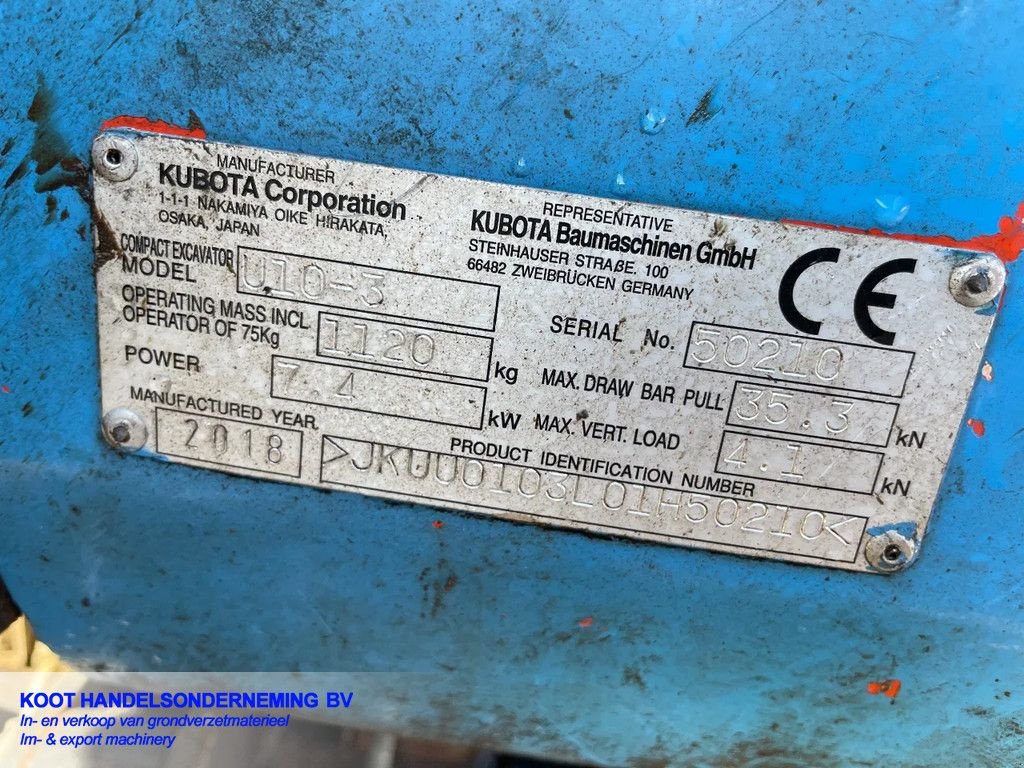 MANUFACTURER
KUBOTA Corporation
1-1-1 NAKAMIYA OIKE HIRAKATA,
OSAKA, JAPAN
REPRESENTATIVE
KUBOTA Baumaschinen GmbH
STEINHAUSER STRAẞE, 100
66482 ZWEIBRÜCKEN GERMANY
CE
COMPACT EXCAVATOR
MODEL U10-3
OPERATING MASS INCL.
OPERATOR OF 75Kg 1120 kg
POWER 7.4 kW
MANUFACTURED YEAR
2018
SERIAL No. 50210
MAX. DRAW BAR PULL 35.3 kN
MAX. VERT. LOAD 4.17 kN
PRODUCT IDENTIFICATION NUMBER
>JKUU0103L01H50210<
KOOT HANDELSONDERNEMING BV
In- en verkoop van grondverzetmaterieel
Im- & export machinery